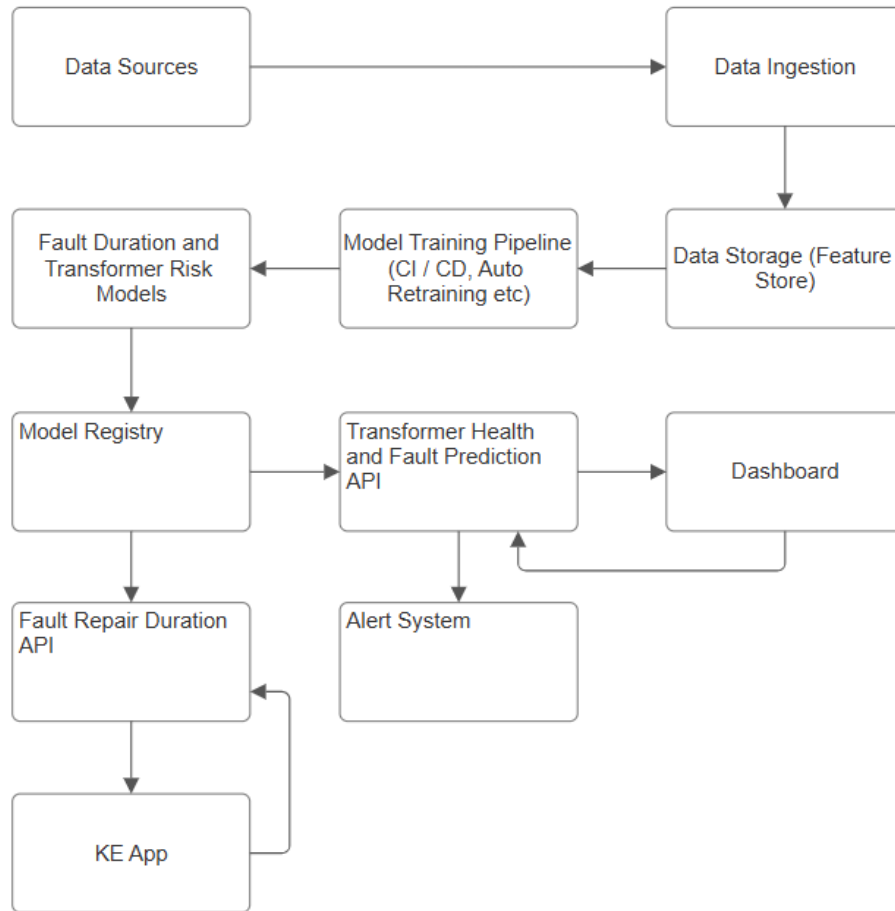 Data Sources
Data Ingestion
Fault Duration and
Transformer Risk
Models
Model Training Pipeline
(CI / CD, Auto
Retraining etc)
Data Storage (Feature
Store)
Model Registry
Transformer Health
and Fault Prediction
API
Dashboard
Fault Repair Duration
API
Alert System
KE App